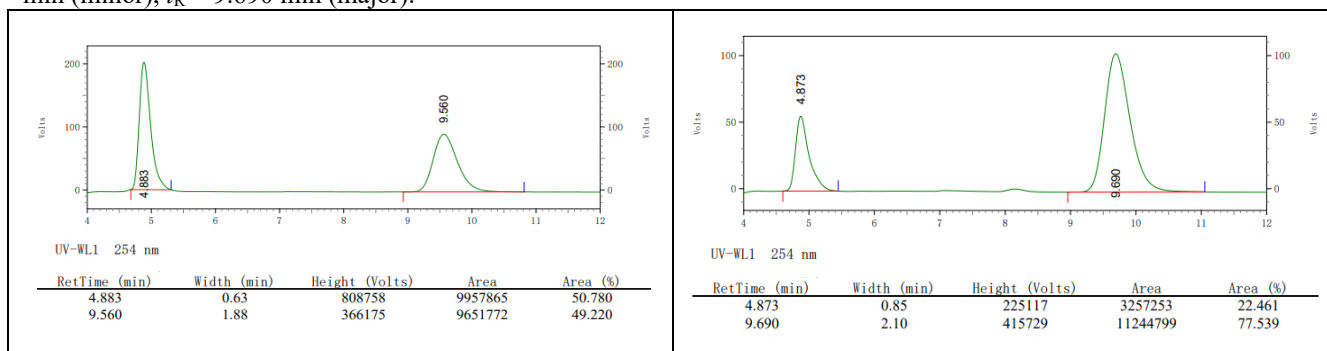 min (minor), tR = 9.690 min (major).
200
100
0
Volts
4.883
9.560
200
100
0
Volts
4 5 6 7 8 9 10 11 12
UV-WL1 254 nm
RetTime (min) Width (min) Height (Volts) Area Area (%)
4.883 0.63 808758 9957865 50.780
9.560 1.88 366175 9651772 49.220
100
50
0
Volts
4.873
9.690
100
50
0
Volts
4 5 6 7 8 9 10 11 12
UV-WL1 254 nm
RetTime (min) Width (min) Height (Volts) Area Area (%)
4.873 0.85 225117 3257253 22.461
9.690 2.10 415729 11244799 77.539